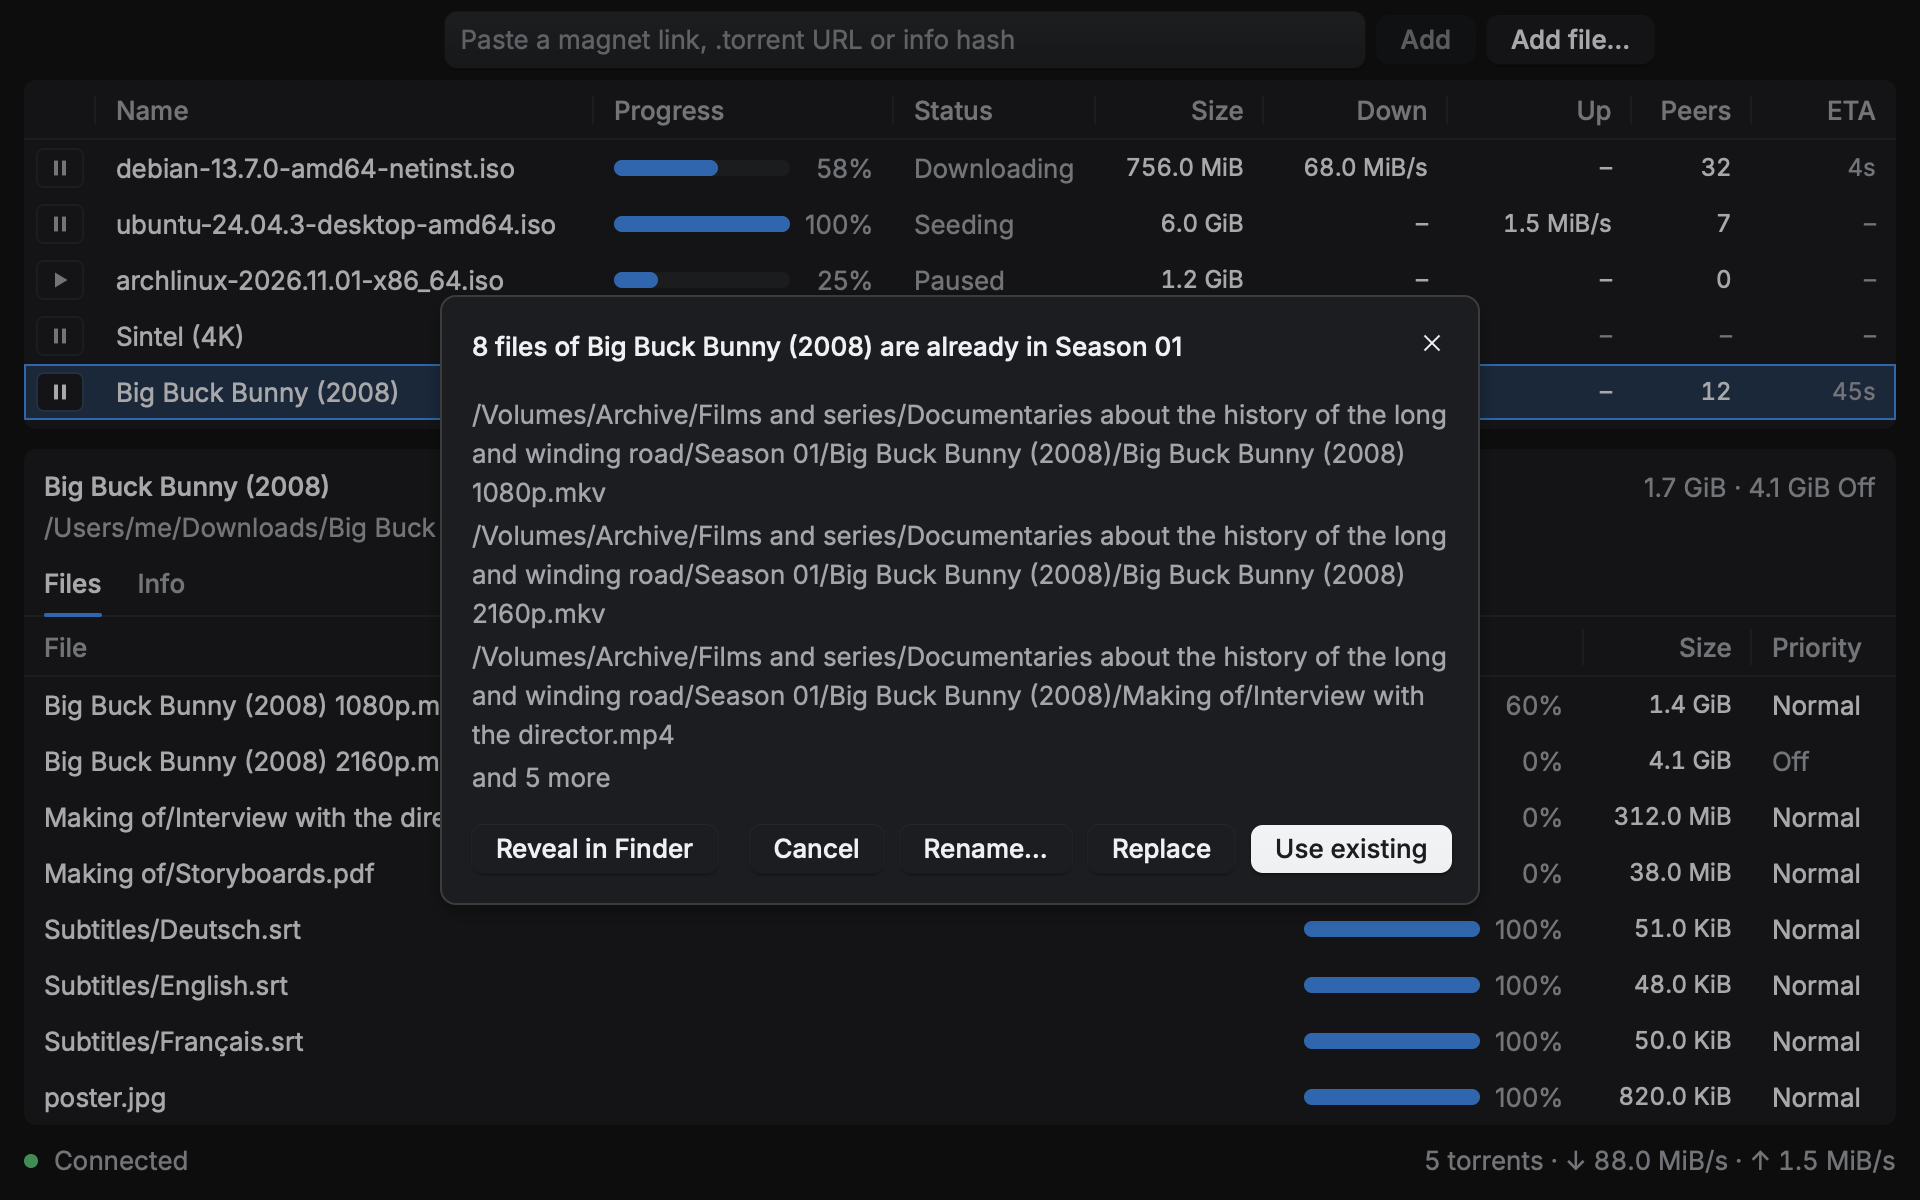 Paste a magnet link, .torrent URL or info hash
Add
Add file...
Name Progress Status Size Down Up Peers ETA
debian-13.7.0-amd64-netinst.iso 58% Downloading 756.0 MiB 68.0 MiB/s – 32 4s
ubuntu-24.04.3-desktop-amd64.iso 100% Seeding 6.0 GiB – 1.5 MiB/s 7 –
archlinux-2026.11.01-x86_64.iso 25% Paused 1.2 GiB – – 0 –
Sintel (4K) – – –
Big Buck Bunny (2008) – 12 45s
8 files of Big Buck Bunny (2008) are already in Season 01
/Volumes/Archive/Films and series/Documentaries about the history of the long
and winding road/Season 01/Big Buck Bunny (2008)/Big Buck Bunny (2008)
1080p.mkv
/Volumes/Archive/Films and series/Documentaries about the history of the long
and winding road/Season 01/Big Buck Bunny (2008)/Big Buck Bunny (2008)
2160p.mkv
/Volumes/Archive/Films and series/Documentaries about the history of the long
and winding road/Season 01/Big Buck Bunny (2008)/Making of/Interview with
the director.mp4
and 5 more
Reveal in Finder Cancel Rename... Replace Use existing
Big Buck Bunny (2008) 1.7 GiB · 4.1 GiB Off
/Users/me/Downloads/Big Buck
Files Info
File Size Priority
Big Buck Bunny (2008) 1080p.m 60% 1.4 GiB Normal
Big Buck Bunny (2008) 2160p.m 0% 4.1 GiB Off
Making of/Interview with the dire 0% 312.0 MiB Normal
Making of/Storyboards.pdf 0% 38.0 MiB Normal
Subtitles/Deutsch.srt 100% 51.0 KiB Normal
Subtitles/English.srt 100% 48.0 KiB Normal
Subtitles/Français.srt 100% 50.0 KiB Normal
poster.jpg 100% 820.0 KiB Normal
Connected 5 torrents · ↓ 88.0 MiB/s · ↑ 1.5 MiB/s